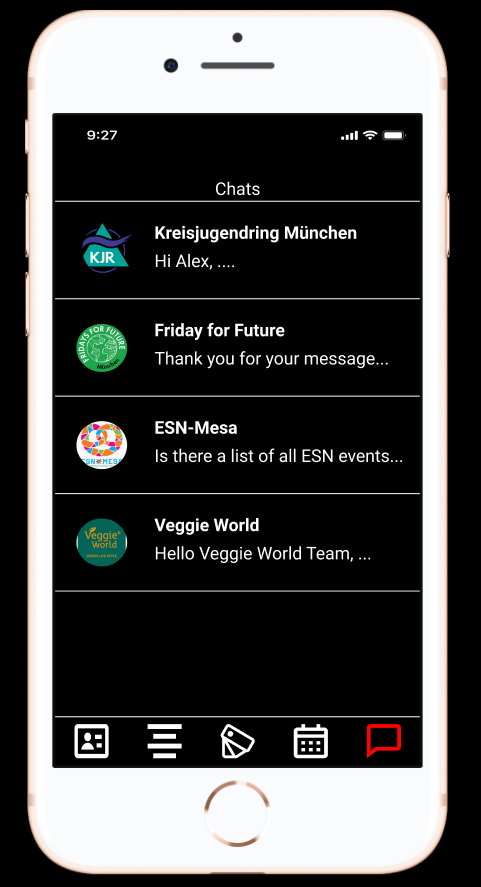 9:27
Chats
KJR
Kreisjugendring München
Hi Alex, ....
FRIDAYS FOR FUTURE
München
Friday for Future
Thank you for your message...
ESN MESA
ESN-Mesa
Is there a list of all ESN events...
Veggie
World
Veggie World
Hello Veggie World Team, ...